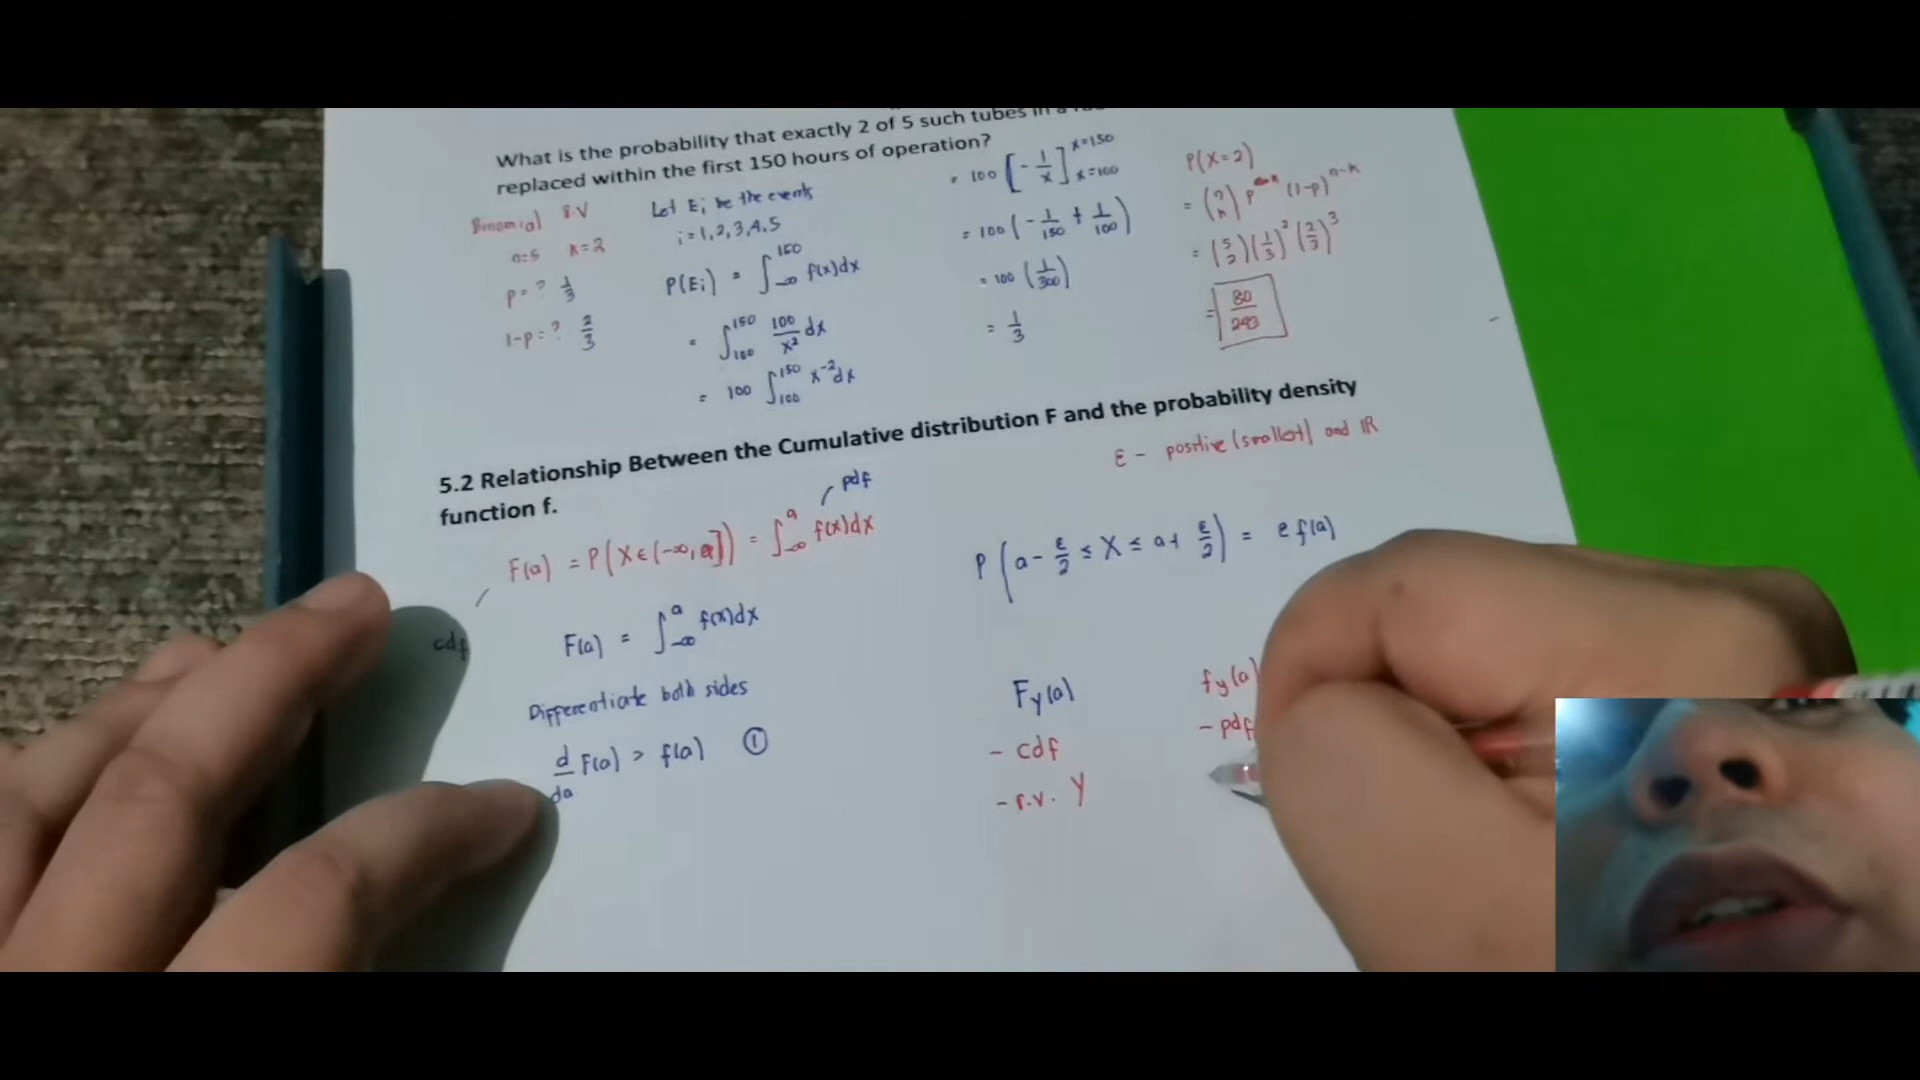 What is the probability that exactly 2 of 5 such tubes in a
replaced within the first 150 hours of operation?
Binomial R.V
n=5 k=2
p=? 1/3
1-p=? 2/3
Let Ei be the events
i=1,2,3,4,5
P(Ei) = ∫_{-∞}^{150} f(x)dx
= ∫_{100}^{150} 100/x² dx
= 100 ∫_{100}^{150} x⁻²dx
= 100 [-1/x] x=150 x=100
= 100 (-1/150 + 1/100)
= 100 (1/300)
= 1/3
P(X=2)
= (n k) p (1-p)^{n-k}
= (5 2) (1/3)² (2/3)³
= 80/243
5.2 Relationship Between the Cumulative distribution F and the probability density
function f.
pdf
F(a) = P(X∈(-∞,a]) = ∫_{-∞}^{a} f(x)dx
cdf
F(a) = ∫_{-∞}^{a} f(x)dx
Differentiate both sides
d/da F(a) = f(a) ①
ε - positive (smallest) and IR
P(a - ε/2 ≤ X ≤ a + ε/2) = ε f(a)
Fy(a)
- cdf
- r.v. Y
fy(a)
- pdf